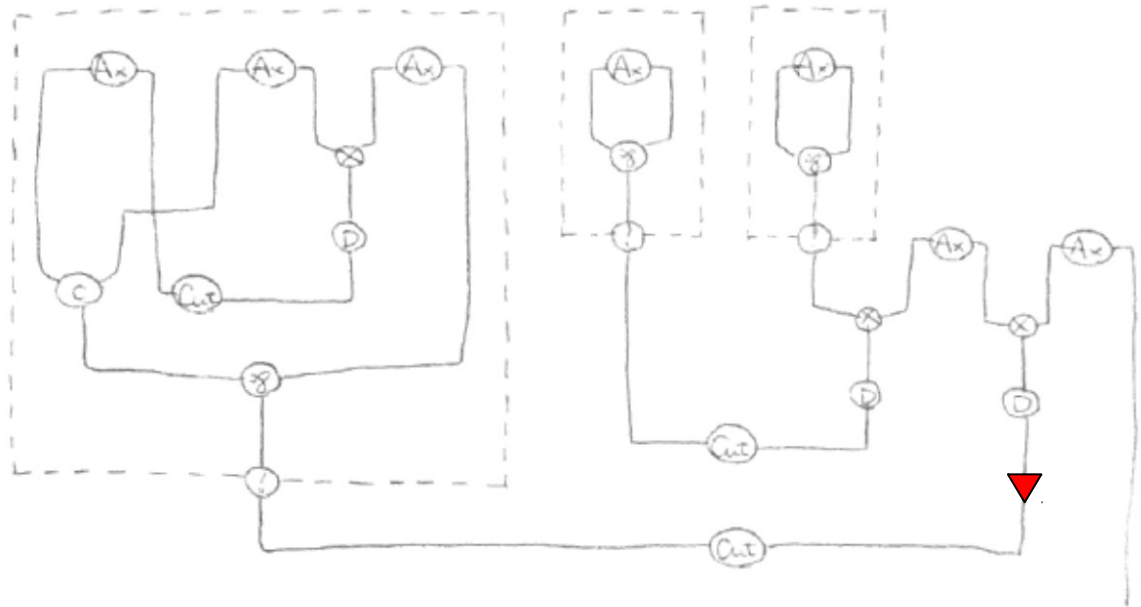 Ax Ax Ax Ax Ax
⅋ ⅋
⊗
D ! ! Ax Ax
C Cut
⊗ ⊗
⅋
D D
Cut
!
Cut